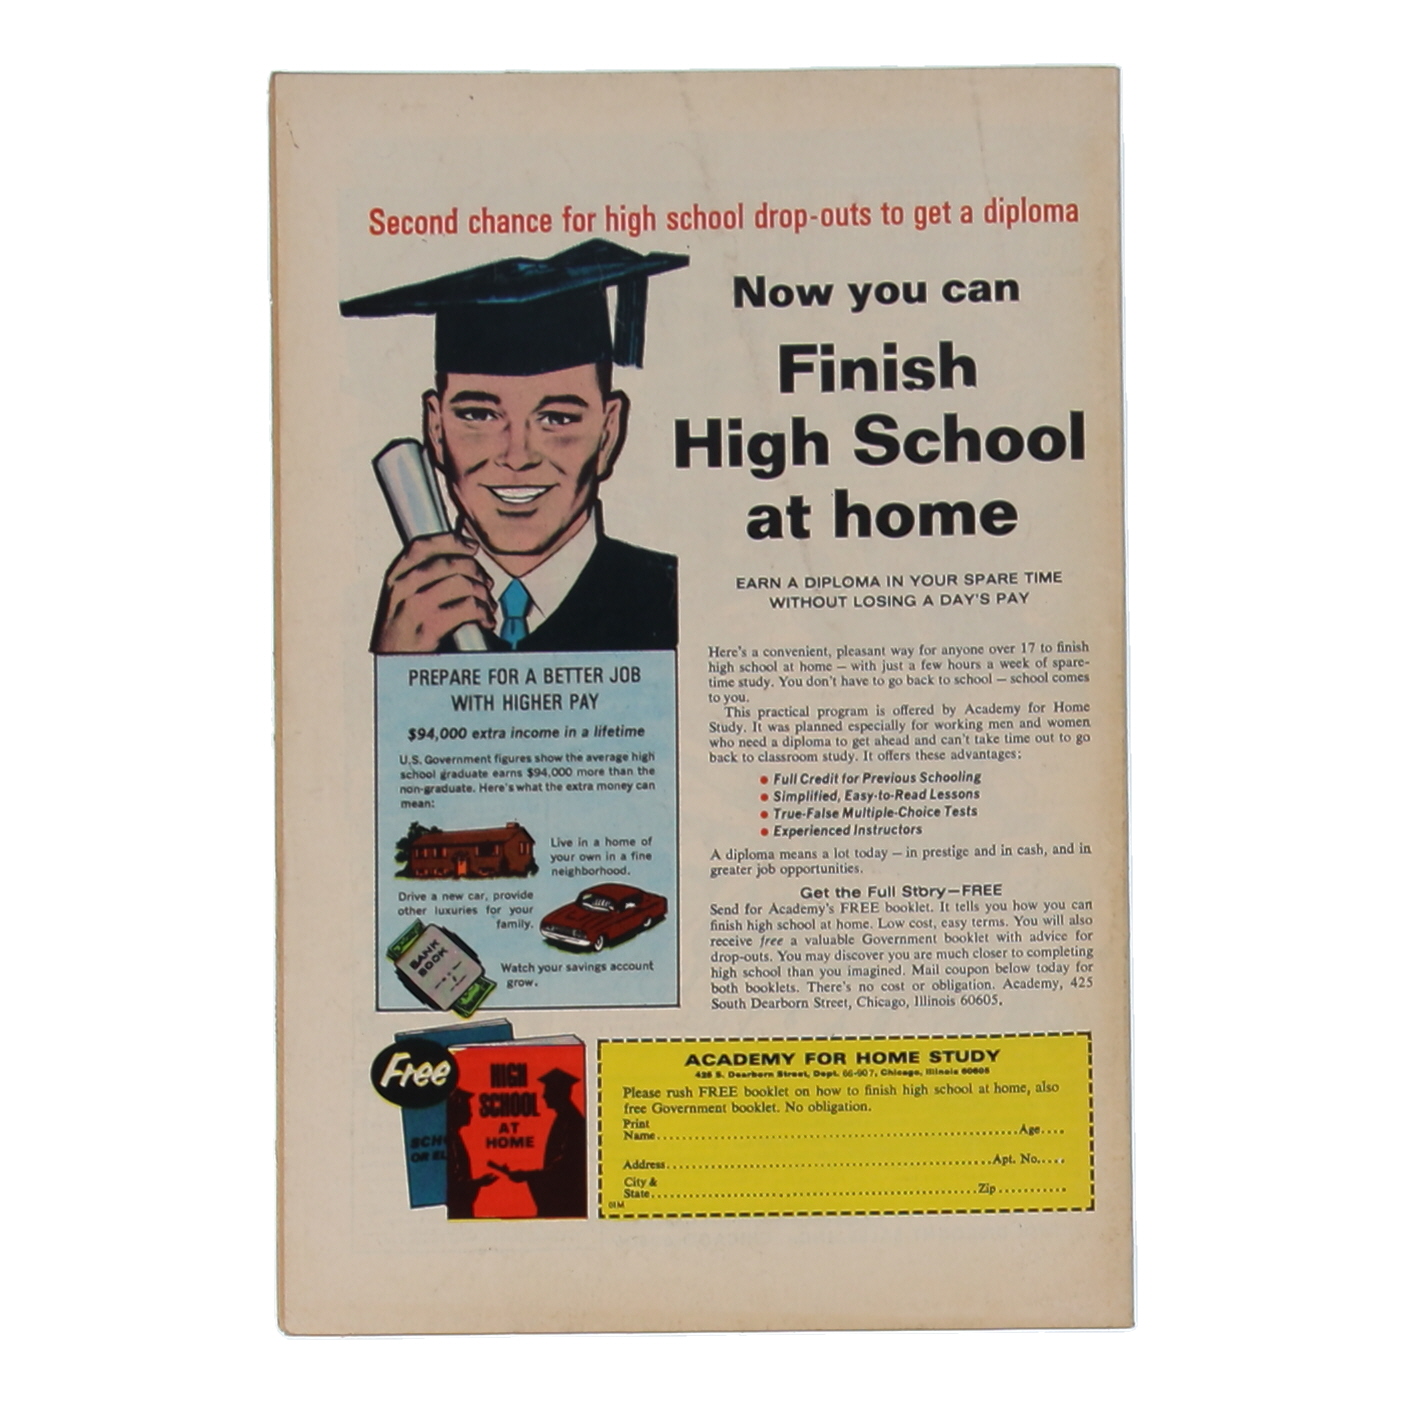 Second chance for high school drop-outs to get a diploma
Now you can
Finish
High School
at home
EARN A DIPLOMA IN YOUR SPARE TIME
WITHOUT LOSING A DAY'S PAY
PREPARE FOR A BETTER JOB
WITH HIGHER PAY
$94,000 extra income in a lifetime
U.S. Government figures show the average high
school graduate earns $94,000 more than the
non-graduate. Here's what the extra money can
mean:
Live in a home of
your own in a fine
neighborhood.
Drive a new car, provide
other luxuries for your
family.
BANK
BOOK
Watch your savings account
grow.
Here's a convenient, pleasant way for anyone over 17 to finish
high school at home — with just a few hours a week of spare-
time study. You don't have to go back to school — school comes
to you.
This practical program is offered by Academy for Home
Study. It was planned especially for working men and women
who need a diploma to get ahead and can't take time out to go
back to classroom study. It offers these advantages:
• Full Credit for Previous Schooling
• Simplified, Easy-to-Read Lessons
• True-False Multiple-Choice Tests
• Experienced Instructors
A diploma means a lot today — in prestige and in cash, and in
greater job opportunities.
Get the Full Story—FREE
Send for Academy's FREE booklet. It tells you how you can
finish high school at home. Low cost, easy terms. You will also
receive free a valuable Government booklet with advice for
drop-outs. You may discover you are much closer to completing
high school than you imagined. Mail coupon below today for
both booklets. There's no cost or obligation. Academy, 425
South Dearborn Street, Chicago, Illinois 60605.
Free
SCH
OR EL
HIGH
SCHOOL
AT
HOME
ACADEMY FOR HOME STUDY
425 S. Dearborn Street, Dept. 66-907, Chicago, Illinois 60605
Please rush FREE booklet on how to finish high school at home, also
free Government booklet. No obligation.
Print
Name Age
Address Apt. No.
City &
State Zip
01M